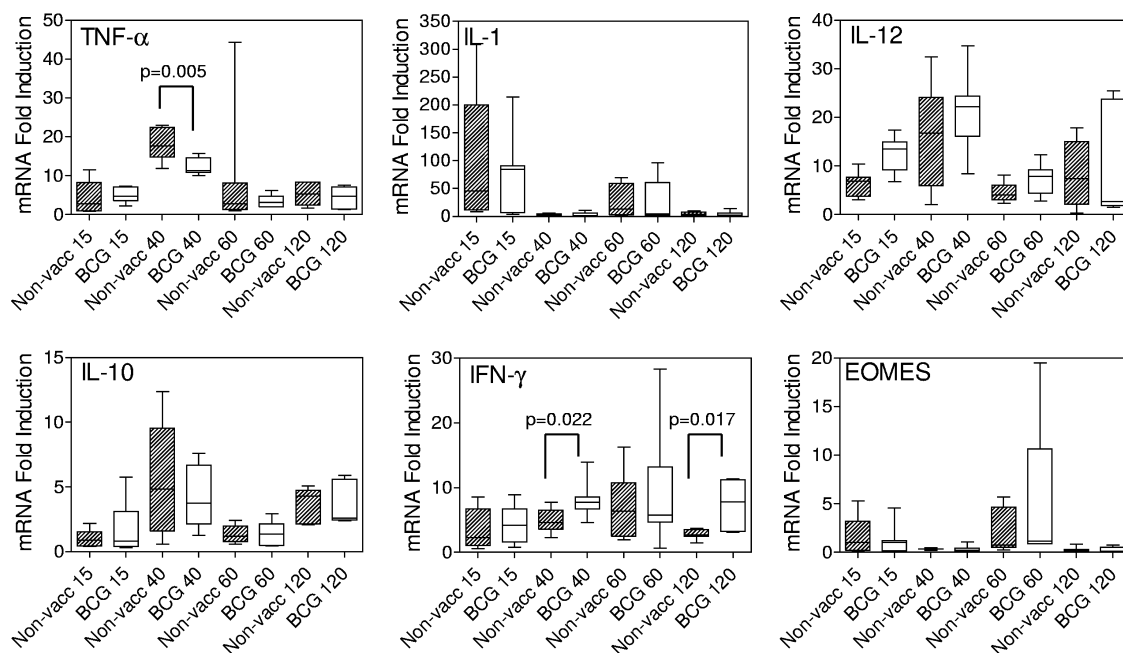 TNF-α
mRNA Fold Induction
50
40
30
20
10
0
p=0.005
Non-vacc 15
BCG 15
Non-vacc 40
BCG 40
Non-vacc 60
BCG 60
Non-vacc 120
BCG 120
IL-1
mRNA Fold Induction
350
300
250
200
150
100
50
0
Non-vacc 15
BCG 15
Non-vacc 40
BCG 40
Non-vacc 60
BCG 60
Non-vacc 120
BCG 120
IL-12
mRNA Fold Induction
40
30
20
10
0
Non-vacc 15
BCG 15
Non-vacc 40
BCG 40
Non-vacc 60
BCG 60
Non-vacc 120
BCG 120
IL-10
mRNA Fold Induction
15
10
5
0
Non-vacc 15
BCG 15
Non-vacc 40
BCG 40
Non-vacc 60
BCG 60
Non-vacc 120
BCG 120
IFN-γ
mRNA Fold Induction
30
20
10
0
p=0.022
p=0.017
Non-vacc 15
BCG 15
Non-vacc 40
BCG 40
Non-vacc 60
BCG 60
Non-vacc 120
BCG 120
EOMES
mRNA Fold Induction
20
15
10
5
0
Non-vacc 15
BCG 15
Non-vacc 40
BCG 40
Non-vacc 60
BCG 60
Non-vacc 120
BCG 120